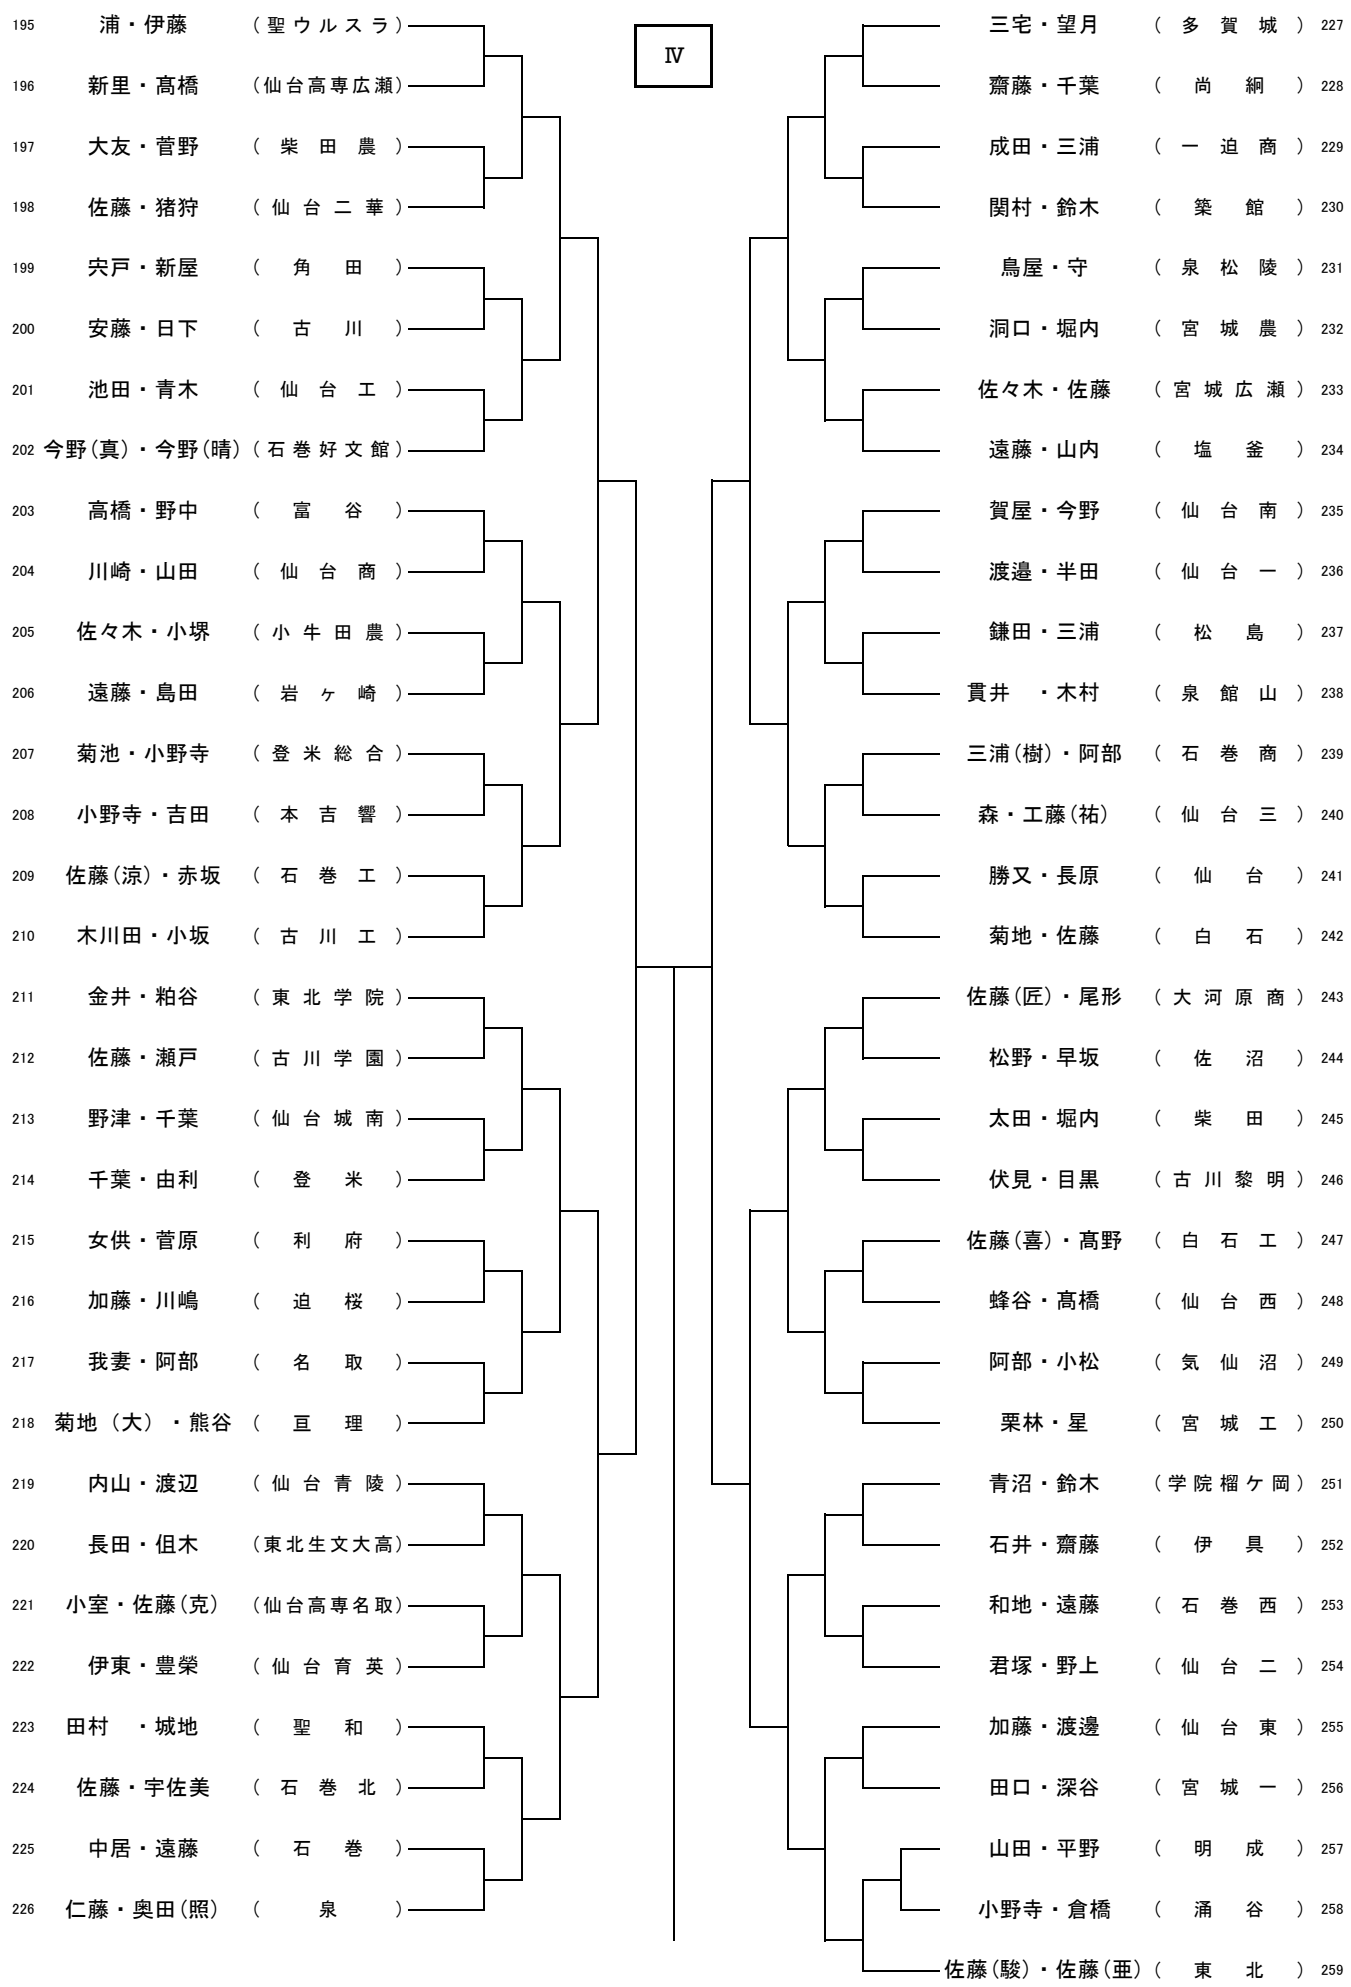 Ⅳ
195 浦・伊藤 (聖ウルスラ)
196 新里・髙橋 (仙台高専広瀬)
197 大友・菅野 (柴田農)
198 佐藤・猪狩 (仙台二華)
199 宍戸・新屋 (角田)
200 安藤・日下 (古川)
201 池田・青木 (仙台工)
202 今野(真)・今野(晴) (石巻好文館)
203 高橋・野中 (富谷)
204 川崎・山田 (仙台商)
205 佐々木・小堺 (小牛田農)
206 遠藤・島田 (岩ヶ崎)
207 菊池・小野寺 (登米総合)
208 小野寺・吉田 (本吉響)
209 佐藤(涼)・赤坂 (石巻工)
210 木川田・小坂 (古川工)
211 金井・粕谷 (東北学院)
212 佐藤・瀬戸 (古川学園)
213 野津・千葉 (仙台城南)
214 千葉・由利 (登米)
215 女供・菅原 (利府)
216 加藤・川嶋 (迫桜)
217 我妻・阿部 (名取)
218 菊地（大）・熊谷 (亘理)
219 内山・渡辺 (仙台青陵)
220 長田・伹木 (東北生文大高)
221 小室・佐藤(克) (仙台高専名取)
222 伊東・豊榮 (仙台育英)
223 田村　・城地 (聖和)
224 佐藤・宇佐美 (石巻北)
225 中居・遠藤 (石巻)
226 仁藤・奥田(照) (泉)
三宅・望月 (多賀城) 227
齋藤・千葉 (尚絅) 228
成田・三浦 (一迫商) 229
関村・鈴木 (築館) 230
鳥屋・守 (泉松陵) 231
洞口・堀内 (宮城農) 232
佐々木・佐藤 (宮城広瀬) 233
遠藤・山内 (塩釜) 234
賀屋・今野 (仙台南) 235
渡邉・半田 (仙台一) 236
鎌田・三浦 (松島) 237
貫井　・木村 (泉館山) 238
三浦(樹)・阿部 (石巻商) 239
森・工藤(祐) (仙台三) 240
勝又・長原 (仙台) 241
菊地・佐藤 (白石) 242
佐藤(匠)・尾形 (大河原商) 243
松野・早坂 (佐沼) 244
太田・堀内 (柴田) 245
伏見・目黒 (古川黎明) 246
佐藤(喜)・髙野 (白石工) 247
蜂谷・髙橋 (仙台西) 248
阿部・小松 (気仙沼) 249
栗林・星 (宮城工) 250
青沼・鈴木 (学院榴ケ岡) 251
石井・齋藤 (伊具) 252
和地・遠藤 (石巻西) 253
君塚・野上 (仙台二) 254
加藤・渡邊 (仙台東) 255
田口・深谷 (宮城一) 256
山田・平野 (明成) 257
小野寺・倉橋 (涌谷) 258
佐藤(駿)・佐藤(亜) (東北) 259